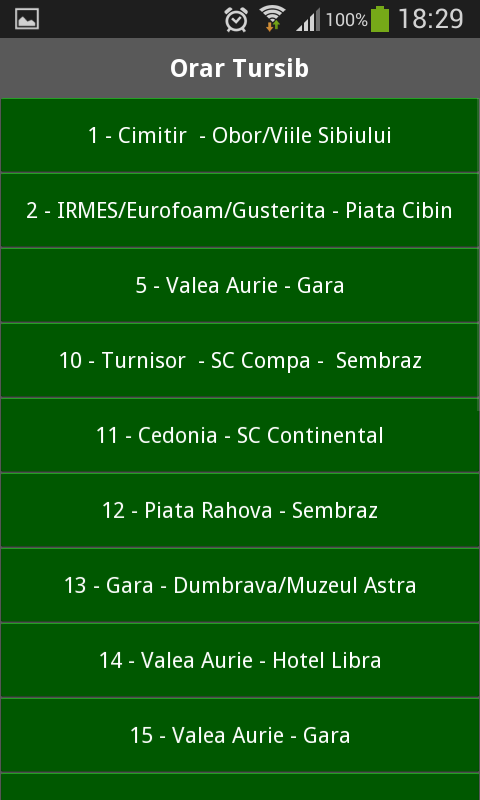 100% 18:29
Orar Tursib
1 - Cimitir  - Obor/Viile Sibiului
2 - IRMES/Eurofoam/Gusterita - Piata Cibin
5 - Valea Aurie - Gara
10 - Turnisor  - SC Compa -  Sembraz
11 - Cedonia - SC Continental
12 - Piata Rahova - Sembraz
13 - Gara - Dumbrava/Muzeul Astra
14 - Valea Aurie - Hotel Libra
15 - Valea Aurie - Gara